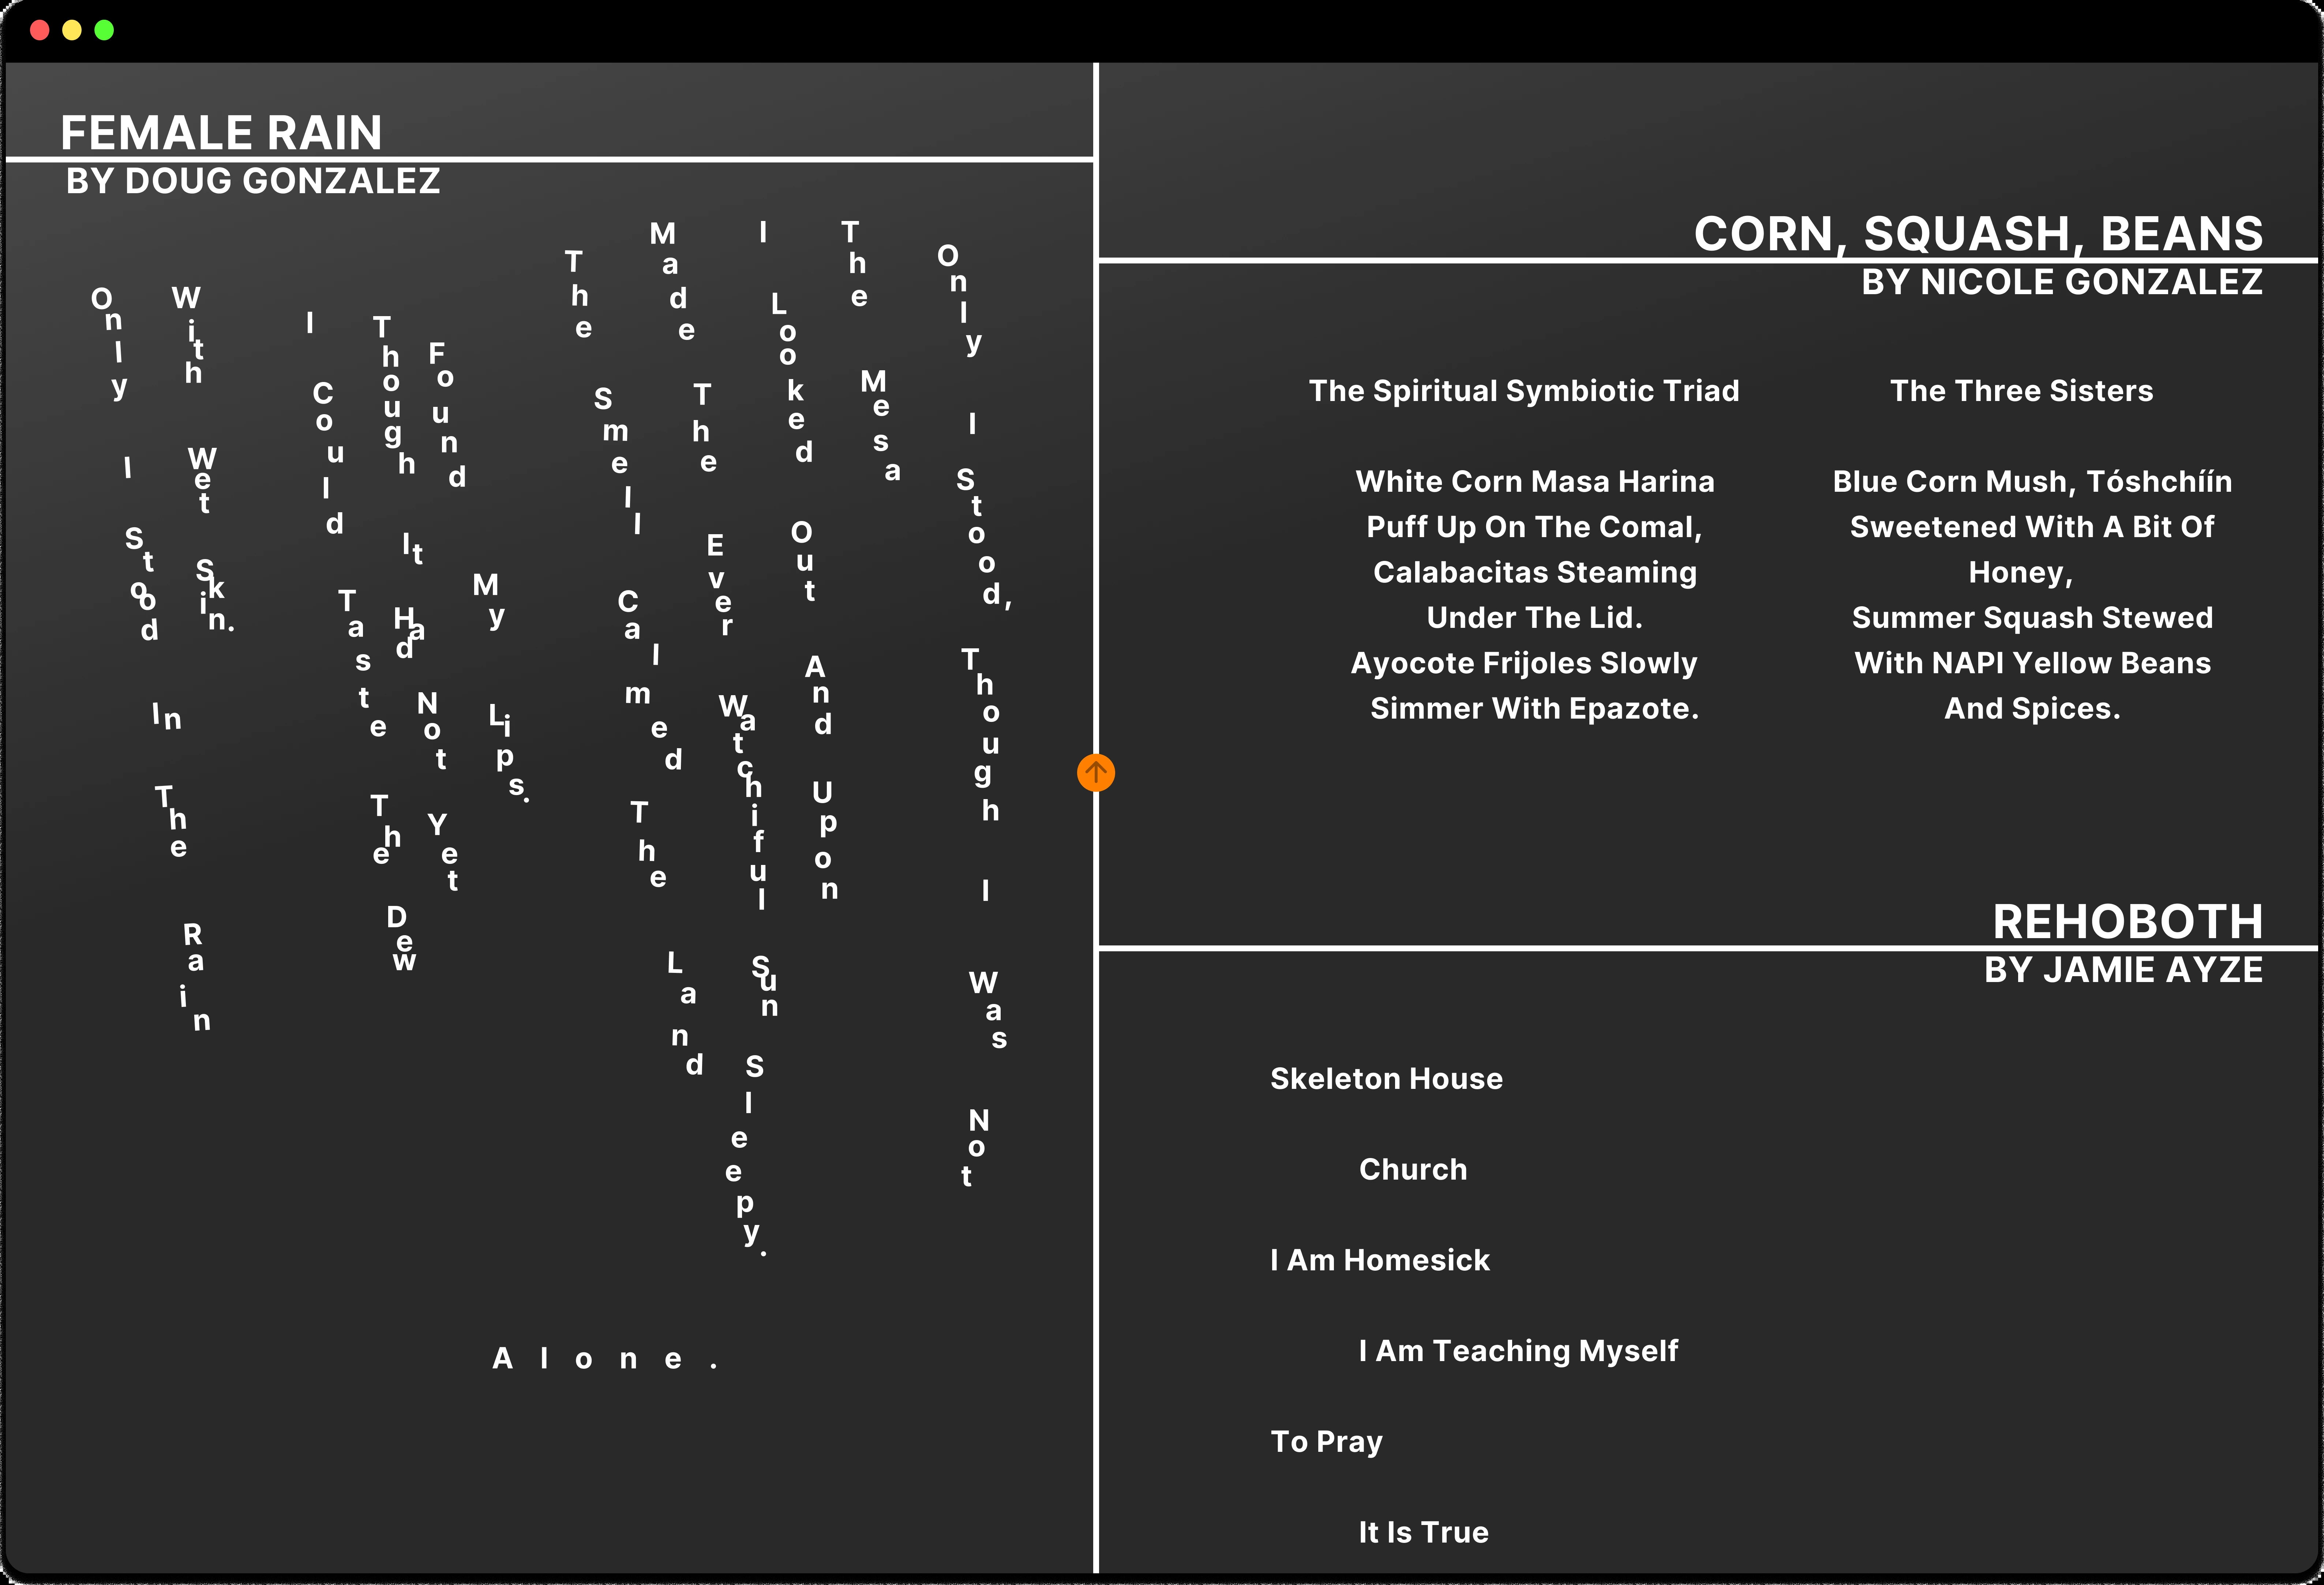 FEMALE RAIN
BY DOUG GONZALEZ
Only I Stood In The Rain
With Wet Skin.
I Could Taste The Dew
Though It Had Not Yet
Found My Lips.
The Smell Calmed The Land
Made The Ever Watchiful Sun Sleepy.
I Looked Out And Upon
The Mesa
Only I Stood, Though I Was Not
Alone.
CORN, SQUASH, BEANS
BY NICOLE GONZALEZ
The Spiritual Symbiotic Triad
White Corn Masa Harina
Puff Up On The Comal,
Calabacitas Steaming
Under The Lid.
Ayocote Frijoles Slowly
Simmer With Epazote.
The Three Sisters
Blue Corn Mush, Tóshchíín
Sweetened With A Bit Of
Honey,
Summer Squash Stewed
With NAPI Yellow Beans
And Spices.
REHOBOTH
BY JAMIE AYZE
Skeleton House
Church
I Am Homesick
I Am Teaching Myself
To Pray
It Is True